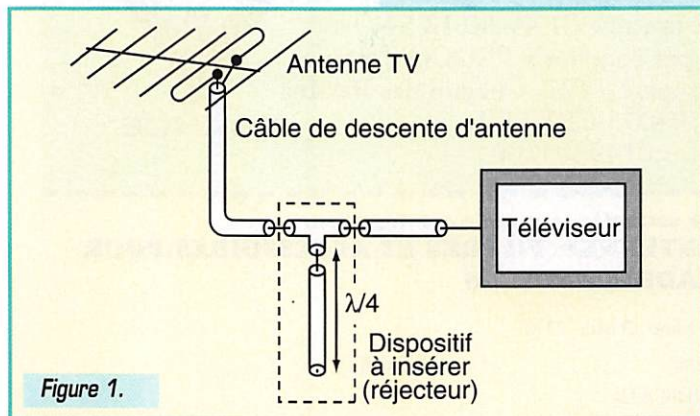 Antenne TV
Câble de descente d'antenne
Téléviseur
λ/4
Dispositif
à insérer
(réjecteur)
Figure 1.